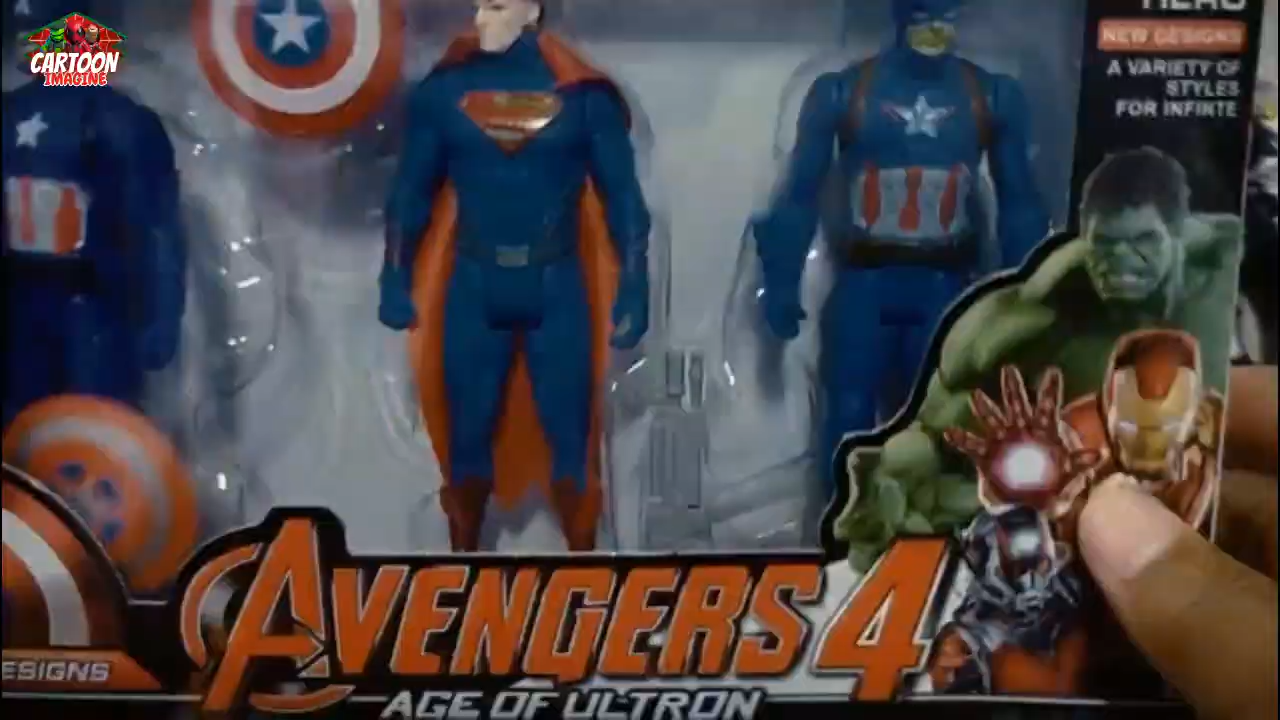 CARTOON
IMAGINE
NEW DESIGNS
A VARIETY OF
STYLES
FOR INFINTE
AVENGERS 4
ESIGNS
AGE OF ULTRON